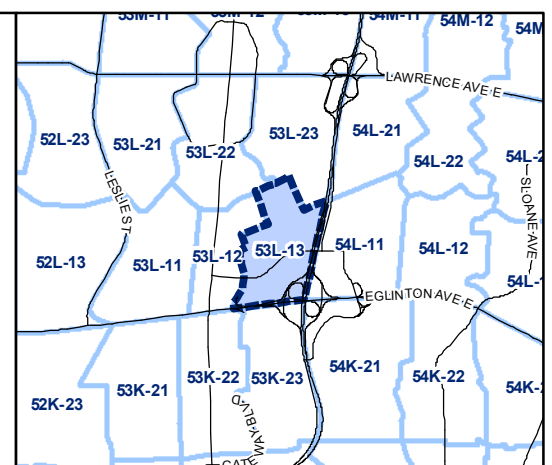 53M-11
54M-11
54M-12
LAWRENCE AVE E
52L-23
53L-21
53L-22
53L-23
54L-21
54L-22
LESLIE ST
SLOANE AVE
52L-13
53L-11
53L-12
53L-13
54L-11
54L-12
EGLINTON AVE E
52K-23
53K-21
53K-22
53K-23
54K-21
54K-22
WAY BLVD